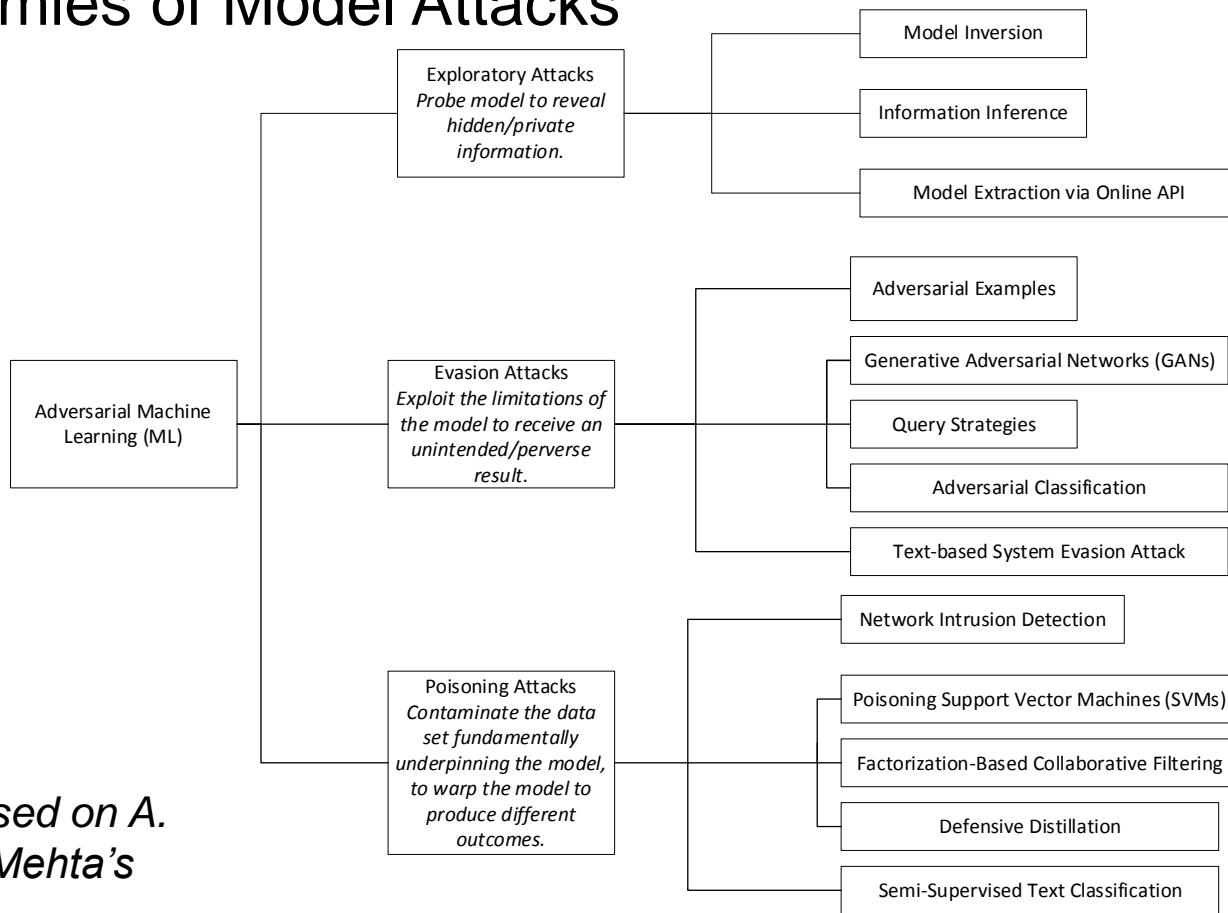 of Model Attacks
Adversarial Machine
Learning (ML)
Exploratory Attacks
Probe model to reveal
hidden/private
information.
Model Inversion
Information Inference
Model Extraction via Online API
Evasion Attacks
Exploit the limitations of
the model to receive an
unintended/perverse
result.
Adversarial Examples
Generative Adversarial Networks (GANs)
Query Strategies
Adversarial Classification
Text-based System Evasion Attack
Poisoning Attacks
Contaminate the data
set fundamentally
underpinning the model,
to warp the model to
produce different
outcomes.
Network Intrusion Detection
Poisoning Support Vector Machines (SVMs)
Factorization-Based Collaborative Filtering
Defensive Distillation
Semi-Supervised Text Classification
on A.
Mehta's